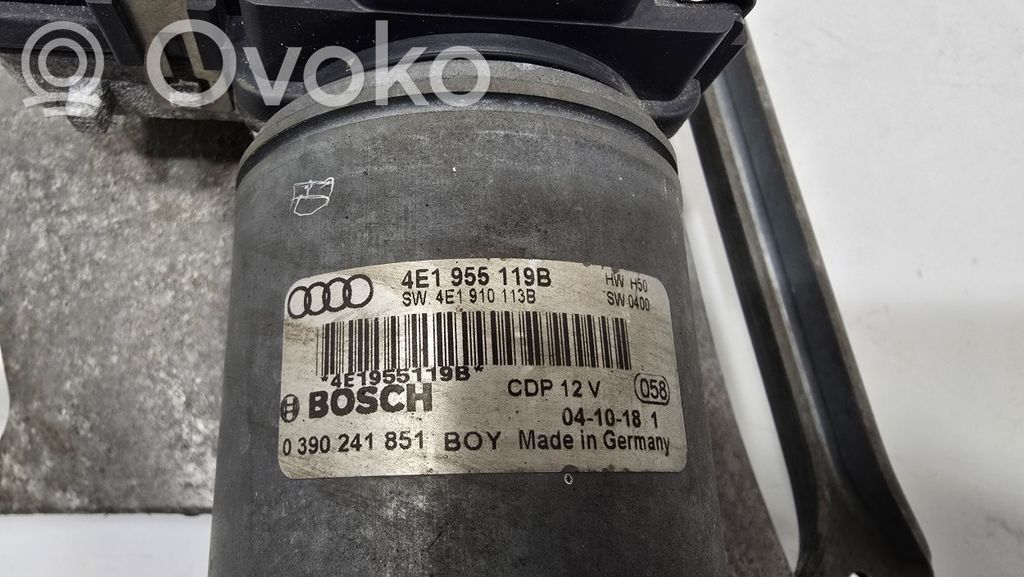 Ovoko
4E1 955 119B HW H50
SW. 4E1 910 113B SW 0400
*4E1955119B*
BOSCH CDP 12 V 058
04-10-18 1
0 390 241 851 BOY Made in Germany